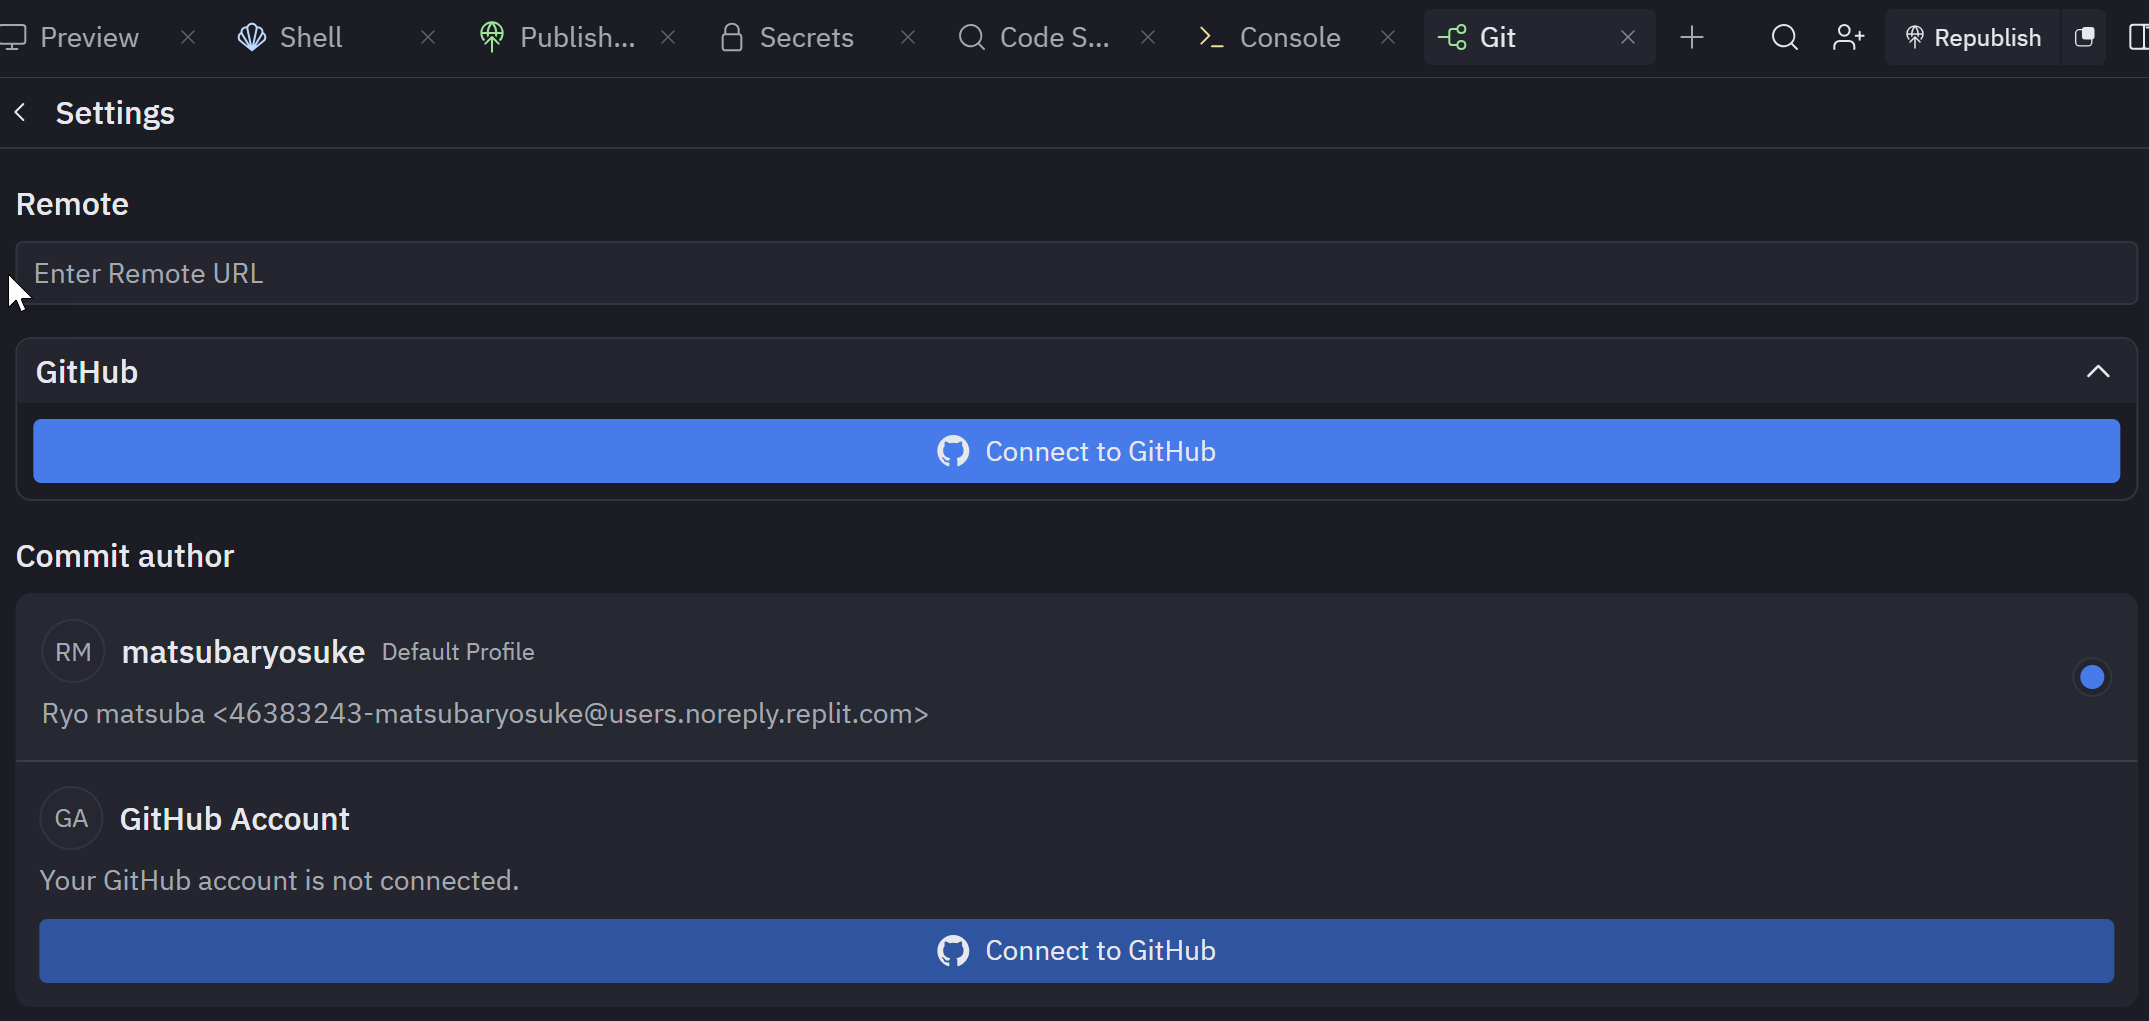 Preview Shell Publish... Secrets Code S... Console Git Republish
Settings
Remote
Enter Remote URL
GitHub
Connect to GitHub
Commit author
RM matsubaryosuke Default Profile
Ryo matsuba <46383243-matsubaryosuke@users.noreply.replit.com>
GA GitHub Account
Your GitHub account is not connected.
Connect to GitHub